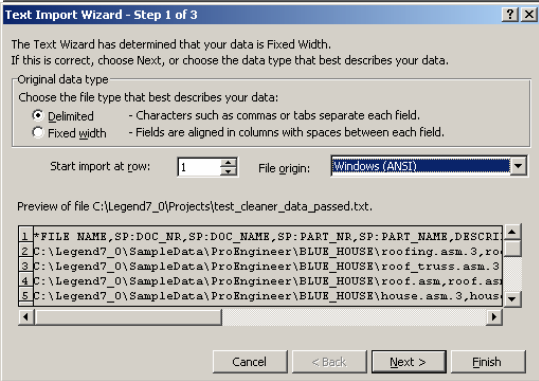 Text Import Wizard - Step 1 of 3
The Text Wizard has determined that your data is Fixed Width.
If this is correct, choose Next, or choose the data type that best describes your data.
Original data type
Choose the file type that best describes your data:
Delimited - Characters such as commas or tabs separate each field.
Fixed width - Fields are aligned in columns with spaces between each field.
Start import at row: 1 File origin: Windows (ANSI)
Preview of file C:\Legend7_0\Projects\test_cleaner_data_passed.txt.
1 *FILE NAME,SP:DOC_NR,SP:DOC_NAME,SP:PART_NR,SP:PART_NAME,DESCRI
2 C:\Legend7_0\SampleData\ProEngineer\BLUE_HOUSE\roofing.asm.3,roo
3 C:\Legend7_0\SampleData\ProEngineer\BLUE_HOUSE\roof_truss.asm.3
4 C:\Legend7_0\SampleData\ProEngineer\BLUE_HOUSE\roof.asm,roof.asm
5 C:\Legend7_0\SampleData\ProEngineer\BLUE_HOUSE\house.asm.3,hous
Cancel < Back Next > Finish